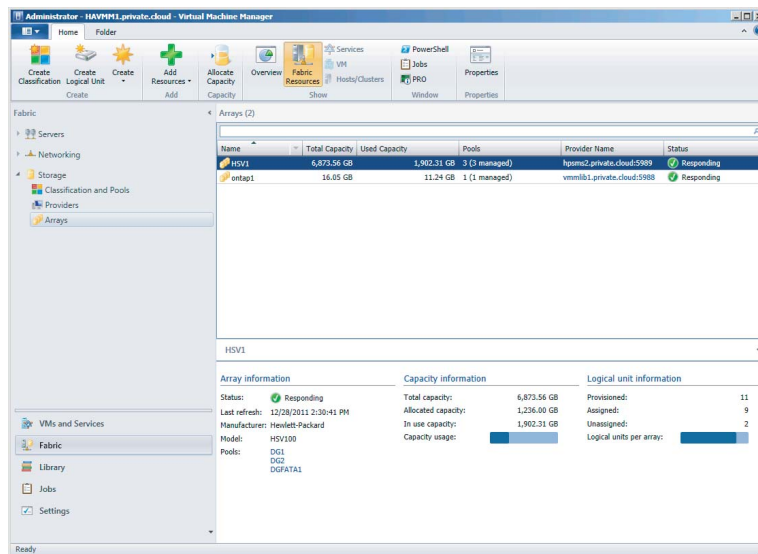 Administrator - HAVMM1.private.cloud - Virtual Machine Manager
Home Folder
Create Classification
Create Logical Unit
Create
Add Resources
Allocate Capacity
Overview
Fabric Resources
Services
VM
Hosts/Clusters
PowerShell
Jobs
PRO
Properties
Create Add Capacity Show Window Properties
Fabric
Servers
Networking
Storage
Classification and Pools
Providers
Arrays
VMs and Services
Fabric
Library
Jobs
Settings
Arrays (2)
Name Total Capacity Used Capacity Pools Provider Name Status
HSV1 6,873.56 GB 1,902.31 GB 3 (3 managed) hpsms2.private.cloud:5989 Responding
ontap1 16.05 GB 11.24 GB 1 (1 managed) vmmlib1.private.cloud:5988 Responding
HSV1
Array information
Status: Responding
Last refresh: 12/28/2011 2:30:41 PM
Manufacturer: Hewlett-Packard
Model: HSV100
Pools: DG1
DG2
DGFATA1
Capacity information
Total capacity: 6,873.56 GB
Allocated capacity: 1,236.00 GB
In use capacity: 1,902.31 GB
Capacity usage:
Logical unit information
Provisioned: 11
Assigned: 9
Unassigned: 2
Logical units per array:
Ready